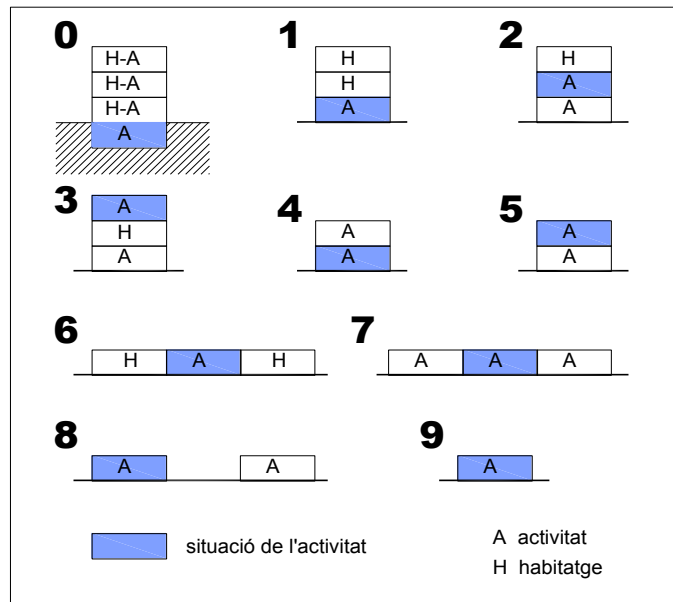 0 1 2
H-A H H
H-A H A
H-A A A
A
3 4 5
A
H A A
A A A
6 7
H A H A A A
8 9
A A A
situació de l'activitat
A activitat
H habitatge